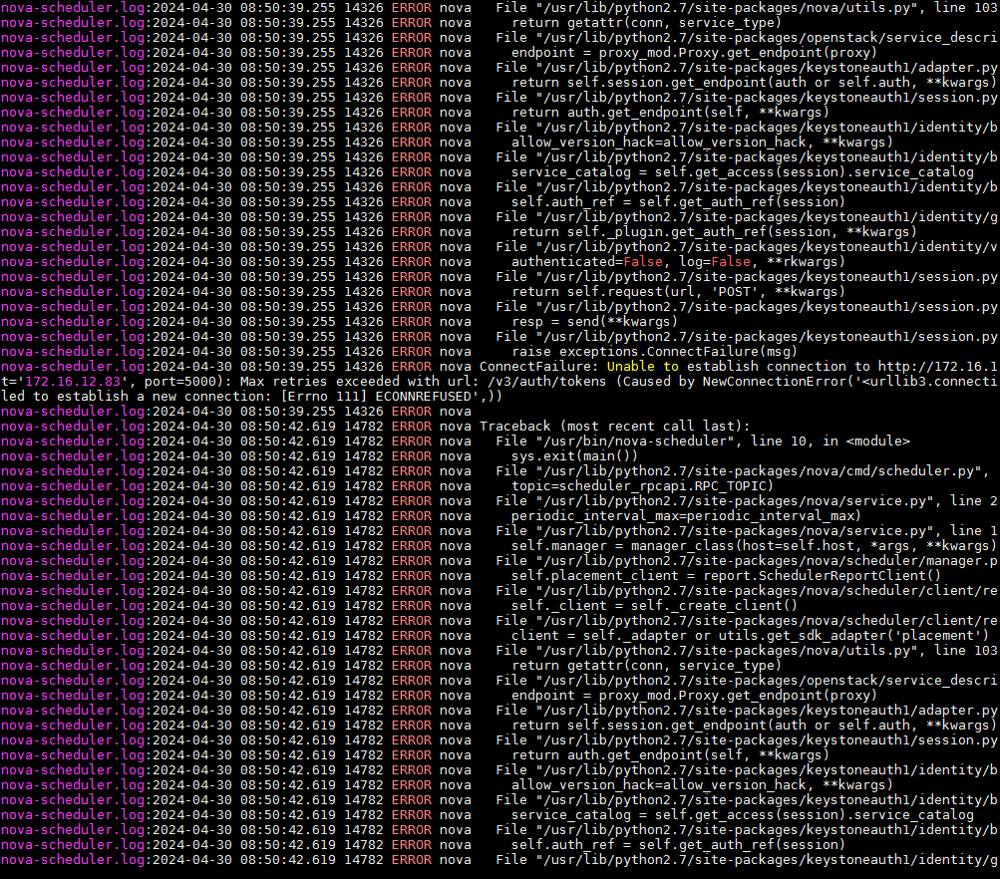 nova-scheduler.log:2024-04-30 08:50:39.255 14326 ERROR nova   File "/usr/lib/python2.7/site-packages/nova/utils.py", line 103
nova-scheduler.log:2024-04-30 08:50:39.255 14326 ERROR nova     return getattr(conn, service_type)
nova-scheduler.log:2024-04-30 08:50:39.255 14326 ERROR nova   File "/usr/lib/python2.7/site-packages/openstack/service_descri
nova-scheduler.log:2024-04-30 08:50:39.255 14326 ERROR nova     endpoint = proxy_mod.Proxy.get_endpoint(proxy)
nova-scheduler.log:2024-04-30 08:50:39.255 14326 ERROR nova   File "/usr/lib/python2.7/site-packages/keystoneauth1/adapter.py
nova-scheduler.log:2024-04-30 08:50:39.255 14326 ERROR nova     return self.session.get_endpoint(auth or self.auth, **kwargs)
nova-scheduler.log:2024-04-30 08:50:39.255 14326 ERROR nova   File "/usr/lib/python2.7/site-packages/keystoneauth1/session.py
nova-scheduler.log:2024-04-30 08:50:39.255 14326 ERROR nova     return auth.get_endpoint(self, **kwargs)
nova-scheduler.log:2024-04-30 08:50:39.255 14326 ERROR nova   File "/usr/lib/python2.7/site-packages/keystoneauth1/identity/b
nova-scheduler.log:2024-04-30 08:50:39.255 14326 ERROR nova     allow_version_hack=allow_version_hack, **kwargs)
nova-scheduler.log:2024-04-30 08:50:39.255 14326 ERROR nova   File "/usr/lib/python2.7/site-packages/keystoneauth1/identity/b
nova-scheduler.log:2024-04-30 08:50:39.255 14326 ERROR nova     service_catalog = self.get_access(session).service_catalog
nova-scheduler.log:2024-04-30 08:50:39.255 14326 ERROR nova   File "/usr/lib/python2.7/site-packages/keystoneauth1/identity/b
nova-scheduler.log:2024-04-30 08:50:39.255 14326 ERROR nova     self.auth_ref = self.get_auth_ref(session)
nova-scheduler.log:2024-04-30 08:50:39.255 14326 ERROR nova   File "/usr/lib/python2.7/site-packages/keystoneauth1/identity/g
nova-scheduler.log:2024-04-30 08:50:39.255 14326 ERROR nova     return self._plugin.get_auth_ref(session, **kwargs)
nova-scheduler.log:2024-04-30 08:50:39.255 14326 ERROR nova   File "/usr/lib/python2.7/site-packages/keystoneauth1/identity/v
nova-scheduler.log:2024-04-30 08:50:39.255 14326 ERROR nova     authenticated=False, log=False, **rkwargs)
nova-scheduler.log:2024-04-30 08:50:39.255 14326 ERROR nova   File "/usr/lib/python2.7/site-packages/keystoneauth1/session.py
nova-scheduler.log:2024-04-30 08:50:39.255 14326 ERROR nova     return self.request(url, 'POST', **kwargs)
nova-scheduler.log:2024-04-30 08:50:39.255 14326 ERROR nova   File "/usr/lib/python2.7/site-packages/keystoneauth1/session.py
nova-scheduler.log:2024-04-30 08:50:39.255 14326 ERROR nova     resp = send(**kwargs)
nova-scheduler.log:2024-04-30 08:50:39.255 14326 ERROR nova   File "/usr/lib/python2.7/site-packages/keystoneauth1/session.py
nova-scheduler.log:2024-04-30 08:50:39.255 14326 ERROR nova     raise exceptions.ConnectFailure(msg)
nova-scheduler.log:2024-04-30 08:50:39.255 14326 ERROR nova ConnectFailure: Unable to establish connection to http://172.16.1
t='172.16.12.83', port=5000): Max retries exceeded with url: /v3/auth/tokens (Caused by NewConnectionError('<urllib3.connecti
led to establish a new connection: [Errno 111] ECONNREFUSED',))
nova-scheduler.log:2024-04-30 08:50:39.255 14326 ERROR nova
nova-scheduler.log:2024-04-30 08:50:42.619 14782 ERROR nova Traceback (most recent call last):
nova-scheduler.log:2024-04-30 08:50:42.619 14782 ERROR nova   File "/usr/bin/nova-scheduler", line 10, in <module>
nova-scheduler.log:2024-04-30 08:50:42.619 14782 ERROR nova     sys.exit(main())
nova-scheduler.log:2024-04-30 08:50:42.619 14782 ERROR nova   File "/usr/lib/python2.7/site-packages/nova/cmd/scheduler.py",
nova-scheduler.log:2024-04-30 08:50:42.619 14782 ERROR nova     topic=scheduler_rpcapi.RPC_TOPIC)
nova-scheduler.log:2024-04-30 08:50:42.619 14782 ERROR nova   File "/usr/lib/python2.7/site-packages/nova/service.py", line 2
nova-scheduler.log:2024-04-30 08:50:42.619 14782 ERROR nova     periodic_interval_max=periodic_interval_max)
nova-scheduler.log:2024-04-30 08:50:42.619 14782 ERROR nova   File "/usr/lib/python2.7/site-packages/nova/service.py", line 1
nova-scheduler.log:2024-04-30 08:50:42.619 14782 ERROR nova     self.manager = manager_class(host=self.host, *args, **kwargs)
nova-scheduler.log:2024-04-30 08:50:42.619 14782 ERROR nova   File "/usr/lib/python2.7/site-packages/nova/scheduler/manager.p
nova-scheduler.log:2024-04-30 08:50:42.619 14782 ERROR nova     self.placement_client = report.SchedulerReportClient()
nova-scheduler.log:2024-04-30 08:50:42.619 14782 ERROR nova   File "/usr/lib/python2.7/site-packages/nova/scheduler/client/re
nova-scheduler.log:2024-04-30 08:50:42.619 14782 ERROR nova     self._client = self._create_client()
nova-scheduler.log:2024-04-30 08:50:42.619 14782 ERROR nova   File "/usr/lib/python2.7/site-packages/nova/scheduler/client/re
nova-scheduler.log:2024-04-30 08:50:42.619 14782 ERROR nova     client = self._adapter or utils.get_sdk_adapter('placement')
nova-scheduler.log:2024-04-30 08:50:42.619 14782 ERROR nova   File "/usr/lib/python2.7/site-packages/nova/utils.py", line 103
nova-scheduler.log:2024-04-30 08:50:42.619 14782 ERROR nova     return getattr(conn, service_type)
nova-scheduler.log:2024-04-30 08:50:42.619 14782 ERROR nova   File "/usr/lib/python2.7/site-packages/openstack/service_descri
nova-scheduler.log:2024-04-30 08:50:42.619 14782 ERROR nova     endpoint = proxy_mod.Proxy.get_endpoint(proxy)
nova-scheduler.log:2024-04-30 08:50:42.619 14782 ERROR nova   File "/usr/lib/python2.7/site-packages/keystoneauth1/adapter.py
nova-scheduler.log:2024-04-30 08:50:42.619 14782 ERROR nova     return self.session.get_endpoint(auth or self.auth, **kwargs)
nova-scheduler.log:2024-04-30 08:50:42.619 14782 ERROR nova   File "/usr/lib/python2.7/site-packages/keystoneauth1/session.py
nova-scheduler.log:2024-04-30 08:50:42.619 14782 ERROR nova     return auth.get_endpoint(self, **kwargs)
nova-scheduler.log:2024-04-30 08:50:42.619 14782 ERROR nova   File "/usr/lib/python2.7/site-packages/keystoneauth1/identity/b
nova-scheduler.log:2024-04-30 08:50:42.619 14782 ERROR nova     allow_version_hack=allow_version_hack, **kwargs)
nova-scheduler.log:2024-04-30 08:50:42.619 14782 ERROR nova   File "/usr/lib/python2.7/site-packages/keystoneauth1/identity/b
nova-scheduler.log:2024-04-30 08:50:42.619 14782 ERROR nova     service_catalog = self.get_access(session).service_catalog
nova-scheduler.log:2024-04-30 08:50:42.619 14782 ERROR nova   File "/usr/lib/python2.7/site-packages/keystoneauth1/identity/b
nova-scheduler.log:2024-04-30 08:50:42.619 14782 ERROR nova     self.auth_ref = self.get_auth_ref(session)
nova-scheduler.log:2024-04-30 08:50:42.619 14782 ERROR nova   File "/usr/lib/python2.7/site-packages/keystoneauth1/identity/g